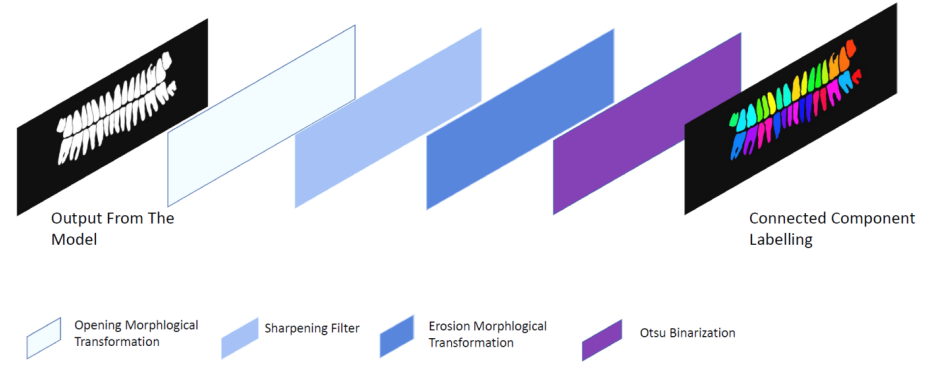 Output From The
Model
Connected Component
Labelling
Opening Morphlogical
Transformation
Sharpening Filter
Erosion Morphlogical
Transformation
Otsu Binarization